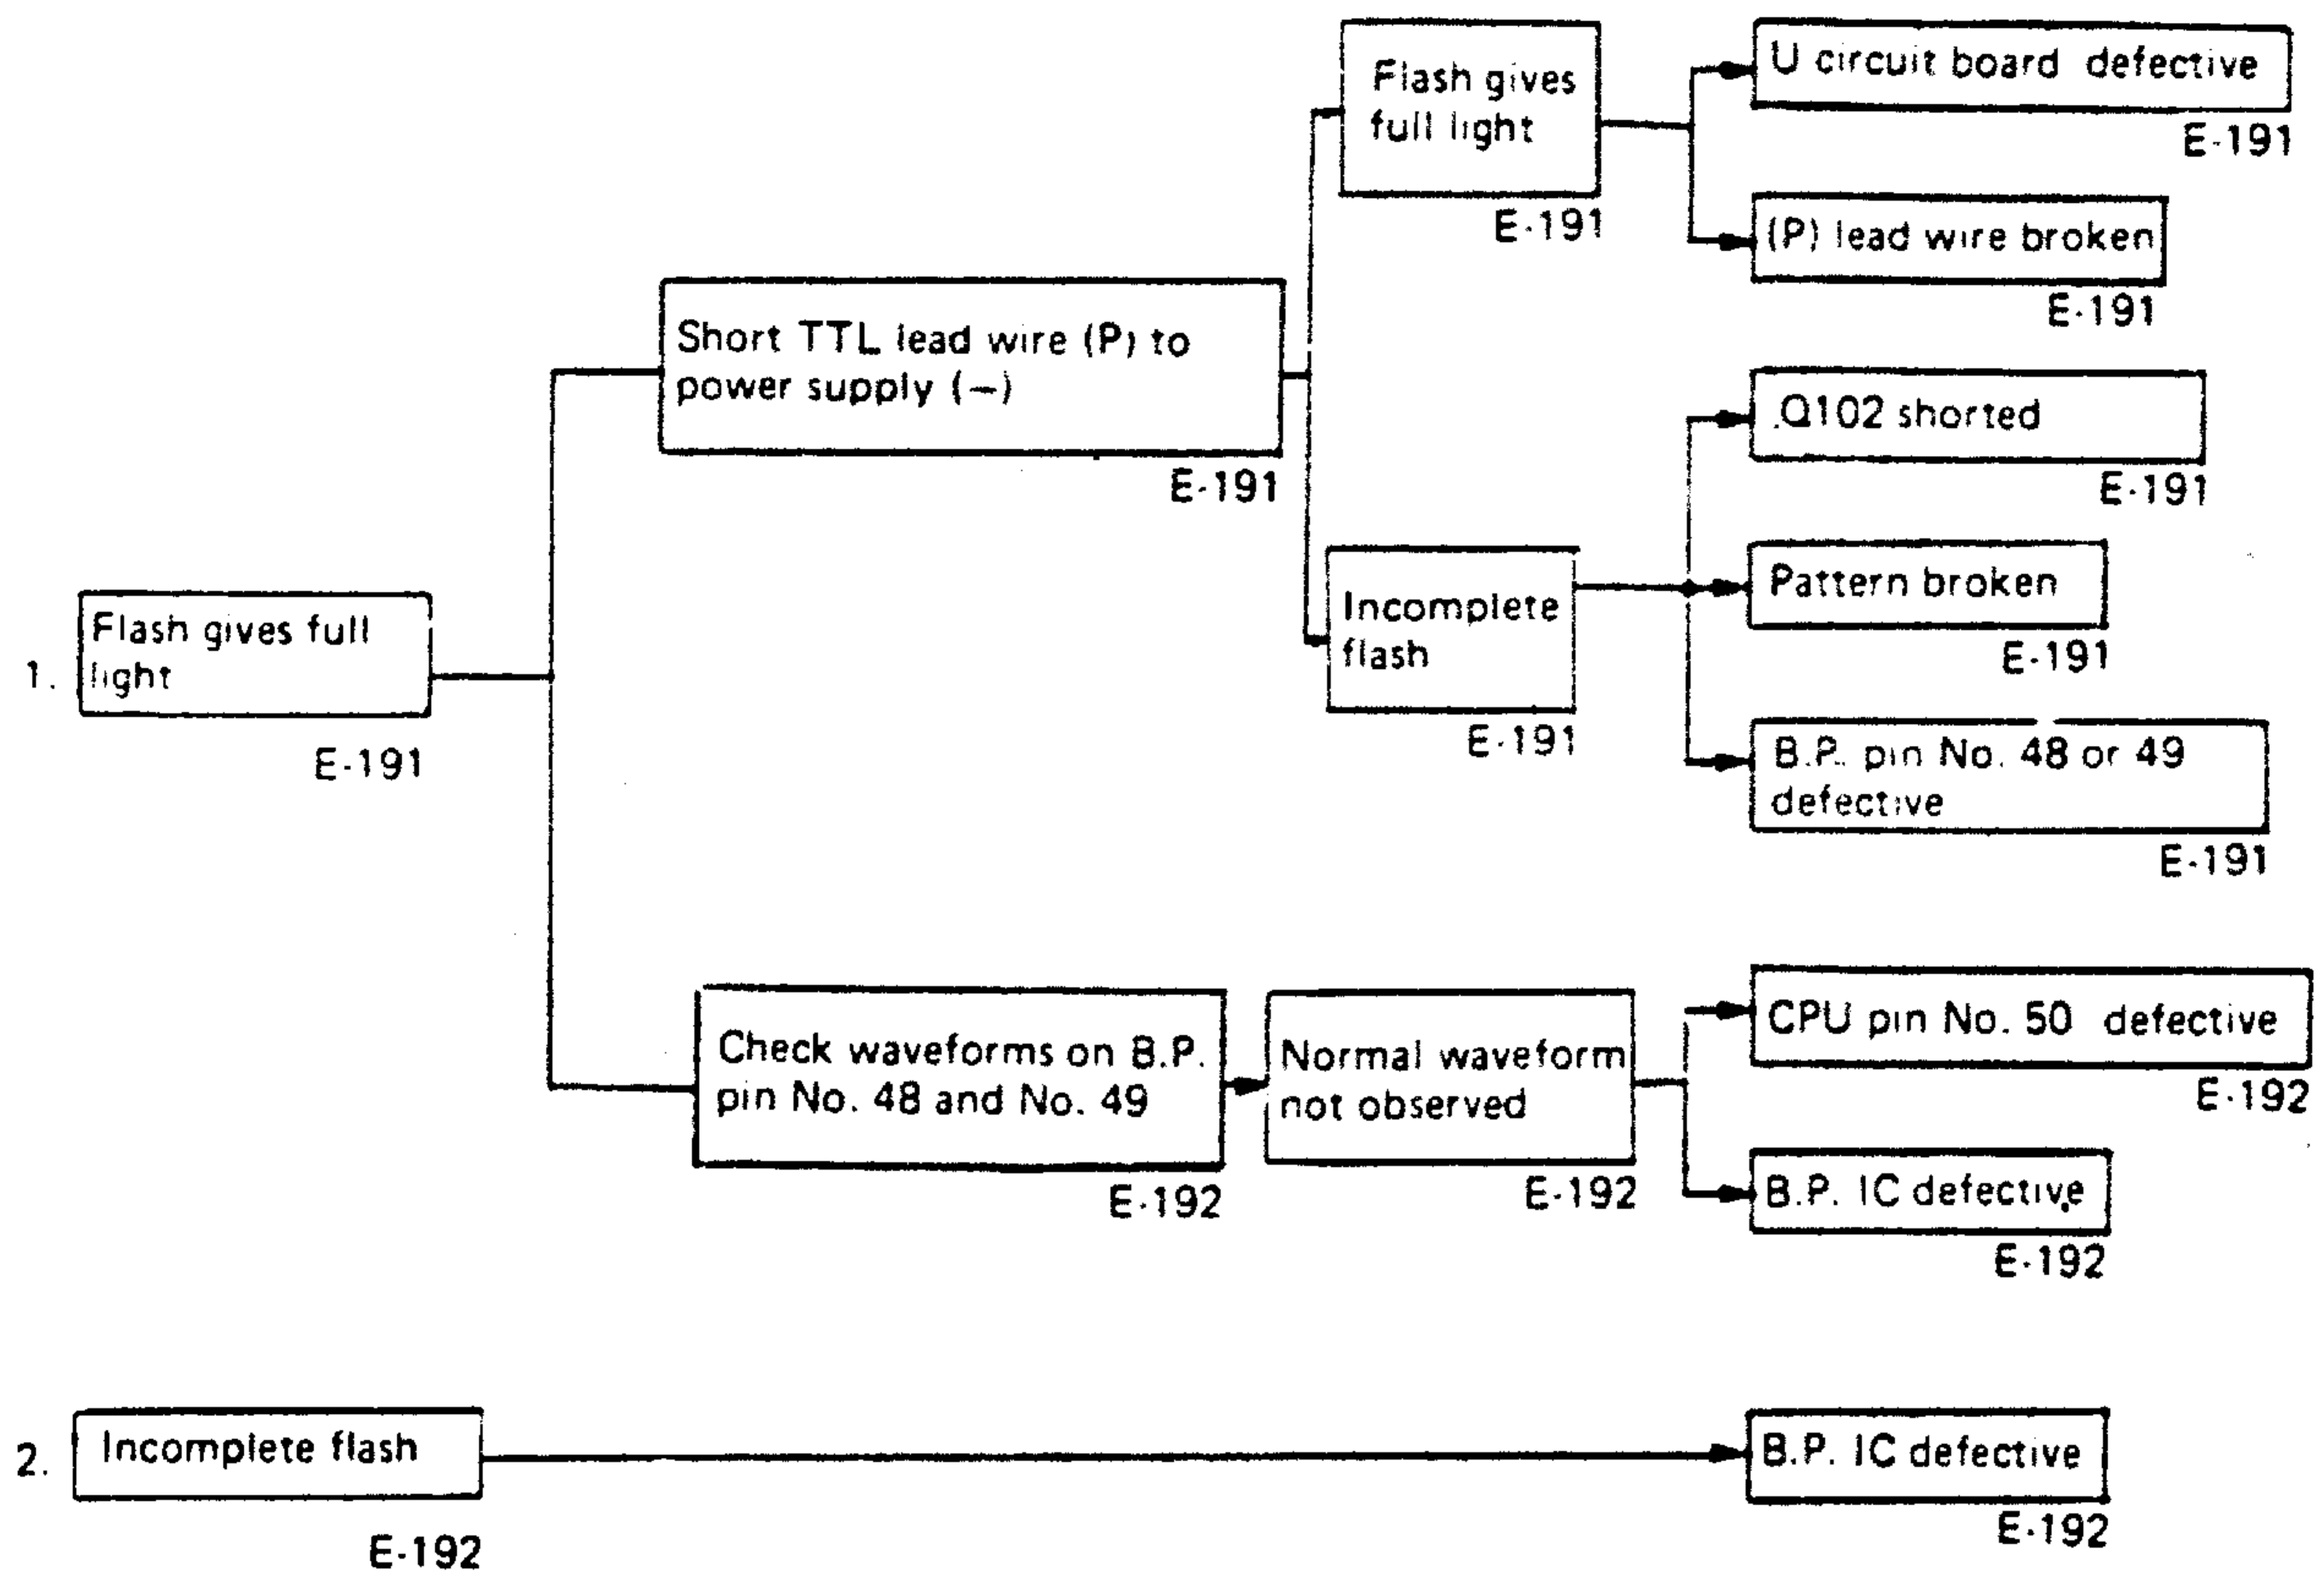 Flash gives
full light
E-191
U circuit board defective
E-191
(P) lead wire broken
E-191
Short TTL lead wire (P) to
power supply (−)
E-191
.Q102 shorted
E-191
Incomplete
flash
E-191
Pattern broken
E-191
B.P. pin No. 48 or 49
defective
E-191
1. Flash gives full
light
E-191
Check waveforms on B.P.
pin No. 48 and No. 49
E-192
Normal waveform
not observed
E-192
CPU pin No. 50 defective
E-192
B.P. IC defective
E-192
2. Incomplete flash
E-192
B.P. IC defective
E-192